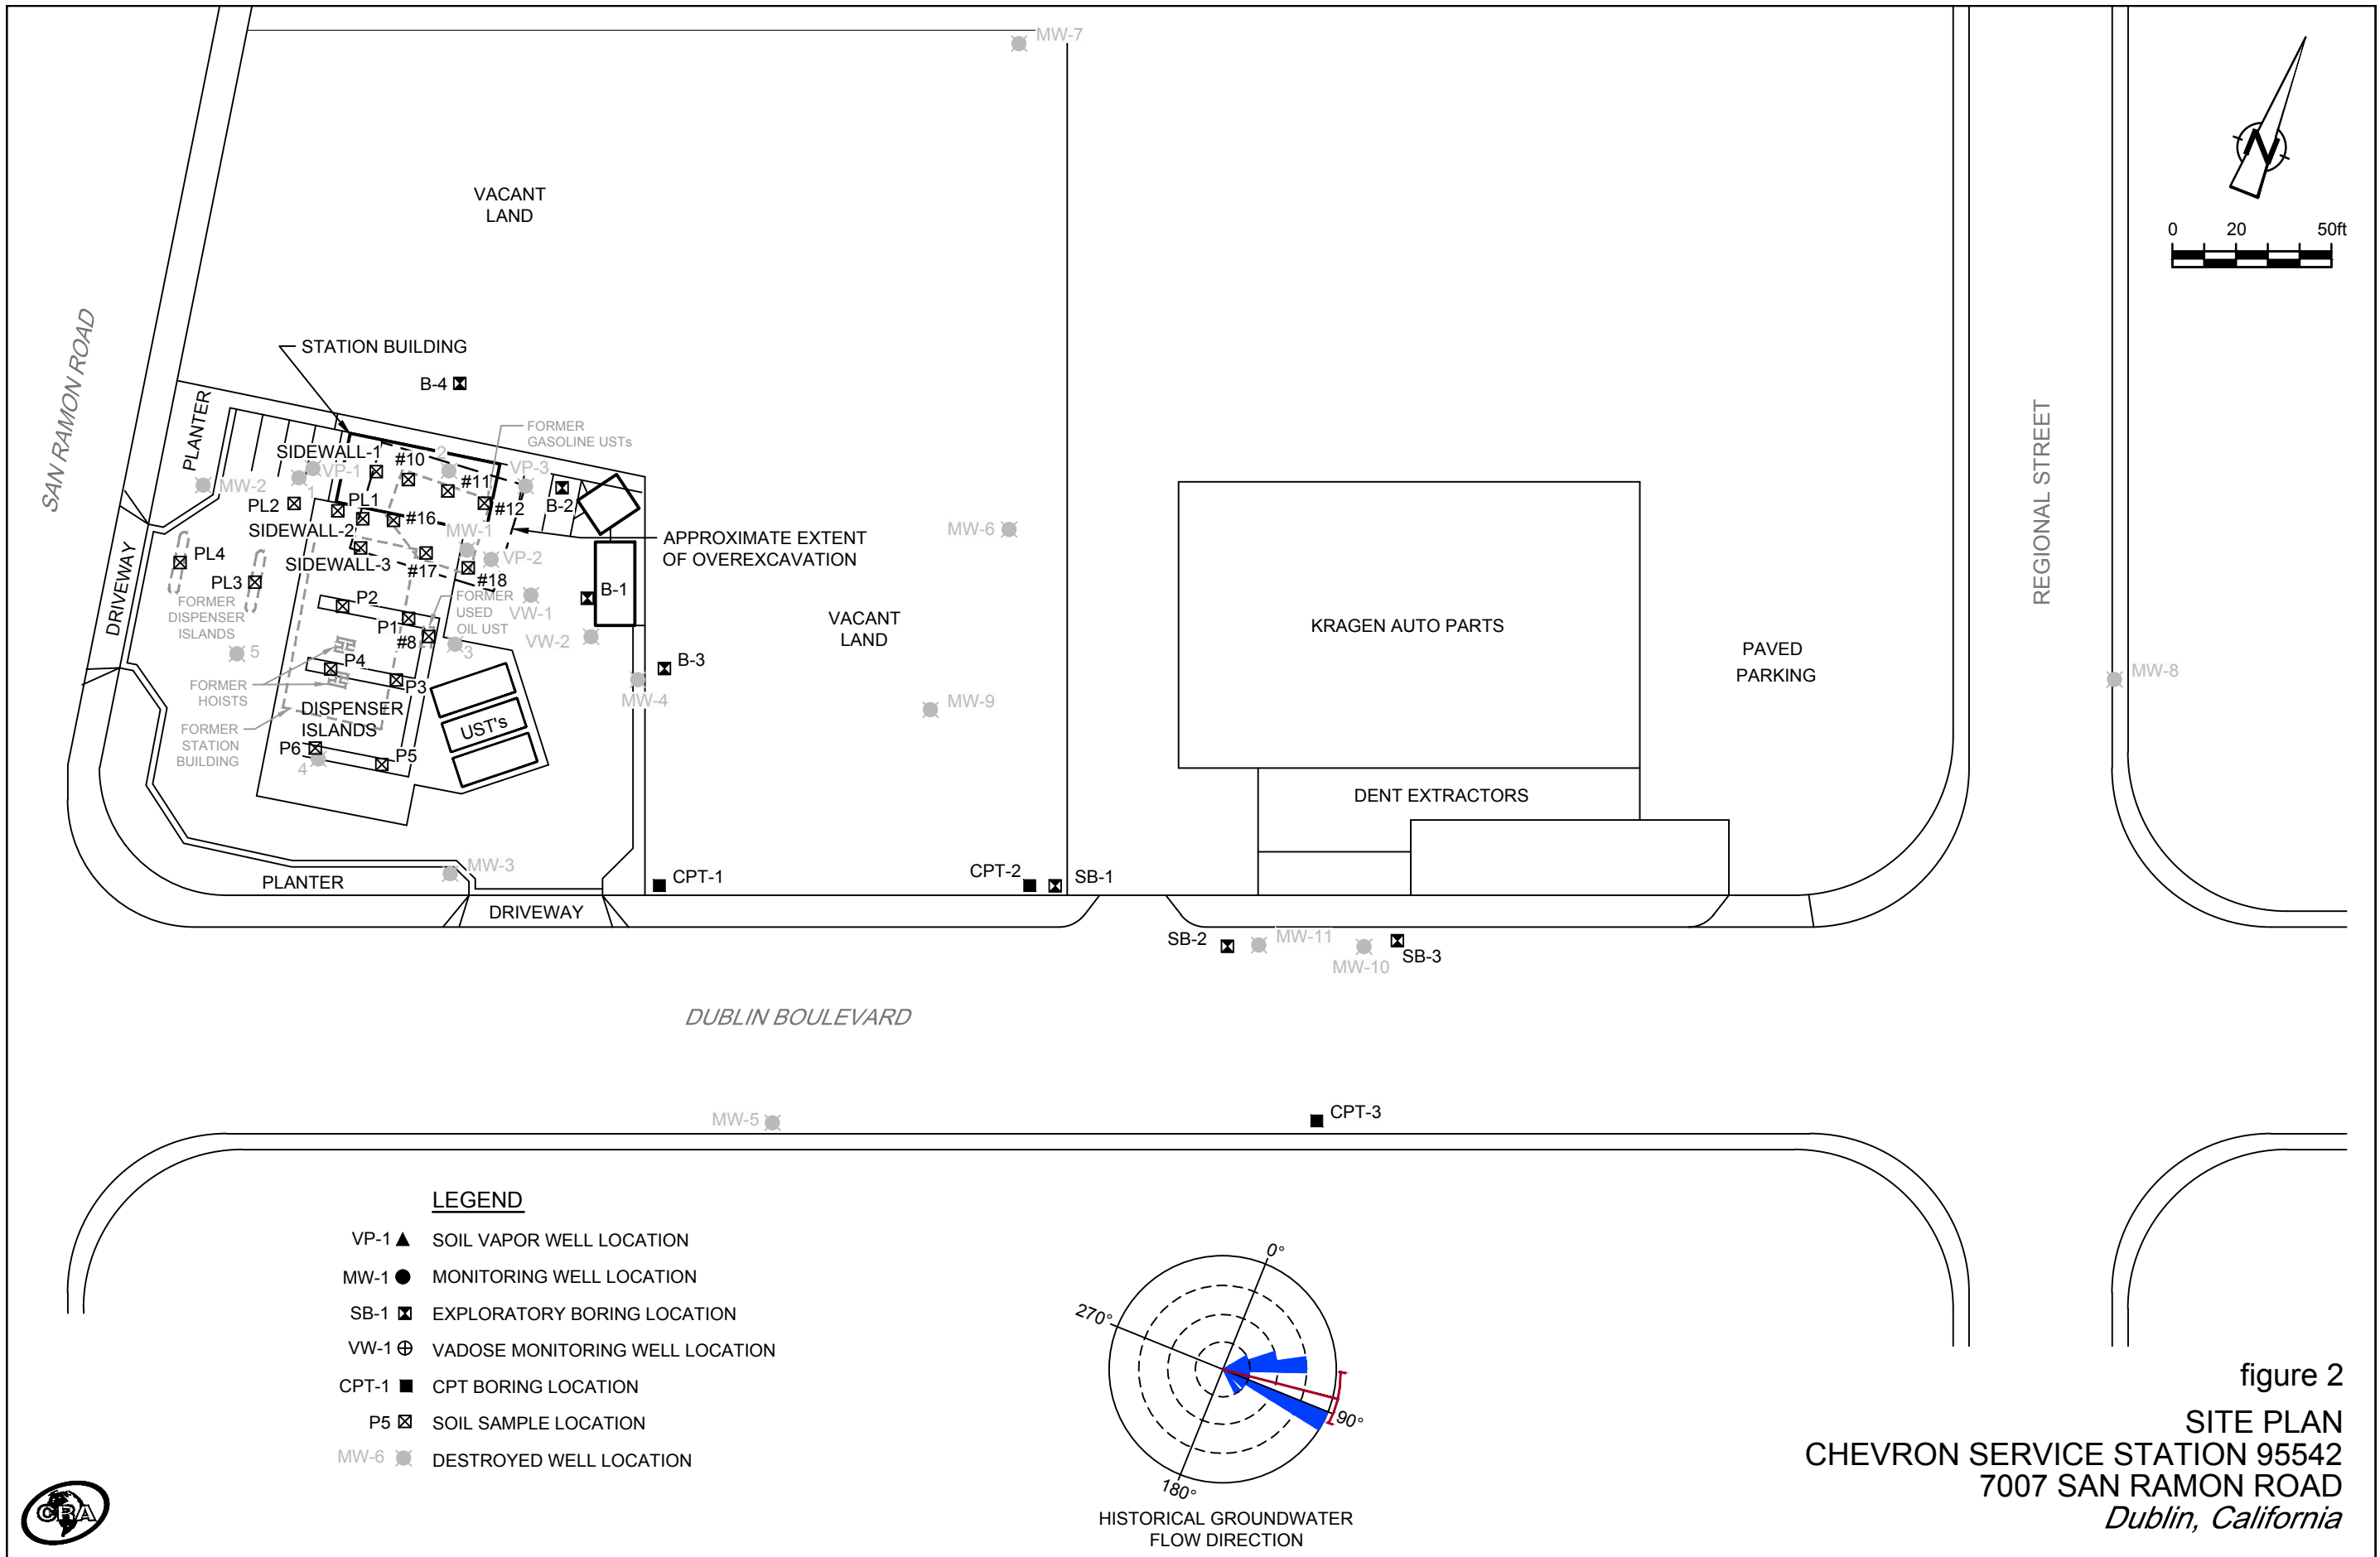 MW-7
N
0 20 50ft
VACANT
LAND
SAN RAMON ROAD
STATION BUILDING
B-4
PLANTER
FORMER
GASOLINE USTs
SIDEWALL-1
#10
2
VP-3
VP-1
#11
MW-2
1
PL2
PL1
#12
B-2
SIDEWALL-2
#16
MW-1
MW-6
APPROXIMATE EXTENT
OF OVEREXCAVATION
PL4
SIDEWALL-3
#17
VP-2
PL3
#18
B-1
DRIVEWAY
FORMER
DISPENSER
ISLANDS
P2
FORMER
USED
OIL UST
VW-1
P1
#8
3
VW-2
5
P4
B-3
FORMER
HOISTS
P3
MW-4
DISPENSER
ISLANDS
FORMER
STATION
BUILDING
UST's
P6
P5
4
VACANT
LAND
MW-9
KRAGEN AUTO PARTS
PAVED
PARKING
REGIONAL STREET
MW-8
DENT EXTRACTORS
MW-3
PLANTER
DRIVEWAY
CPT-1
CPT-2
SB-1
SB-2
MW-11
MW-10
SB-3
DUBLIN BOULEVARD
MW-5
CPT-3
LEGEND
VP-1 SOIL VAPOR WELL LOCATION
MW-1 MONITORING WELL LOCATION
SB-1 EXPLORATORY BORING LOCATION
VW-1 VADOSE MONITORING WELL LOCATION
CPT-1 CPT BORING LOCATION
P5 SOIL SAMPLE LOCATION
MW-6 DESTROYED WELL LOCATION
0°
270°
90°
180°
HISTORICAL GROUNDWATER
FLOW DIRECTION
figure 2
SITE PLAN
CHEVRON SERVICE STATION 95542
7007 SAN RAMON ROAD
Dublin, California
CRA